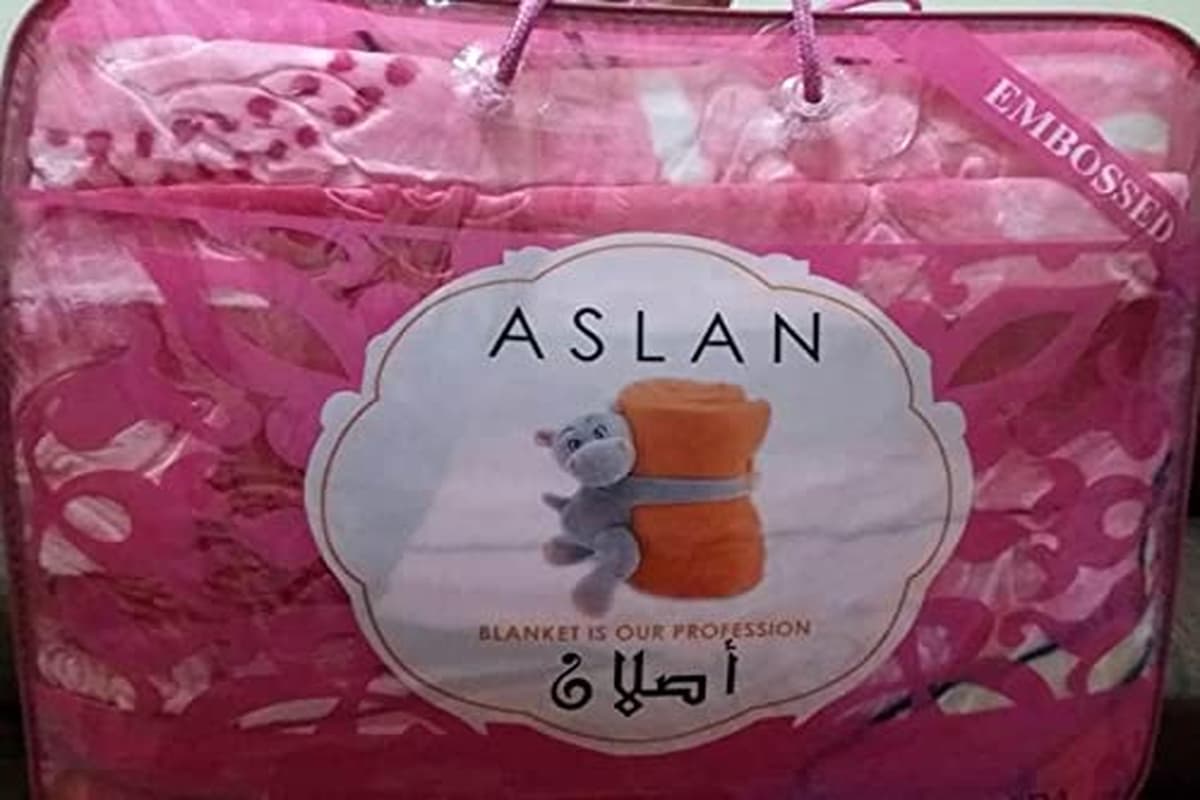 EMBOSSED
ASLAN
BLANKET IS OUR PROFESSION
أصلان